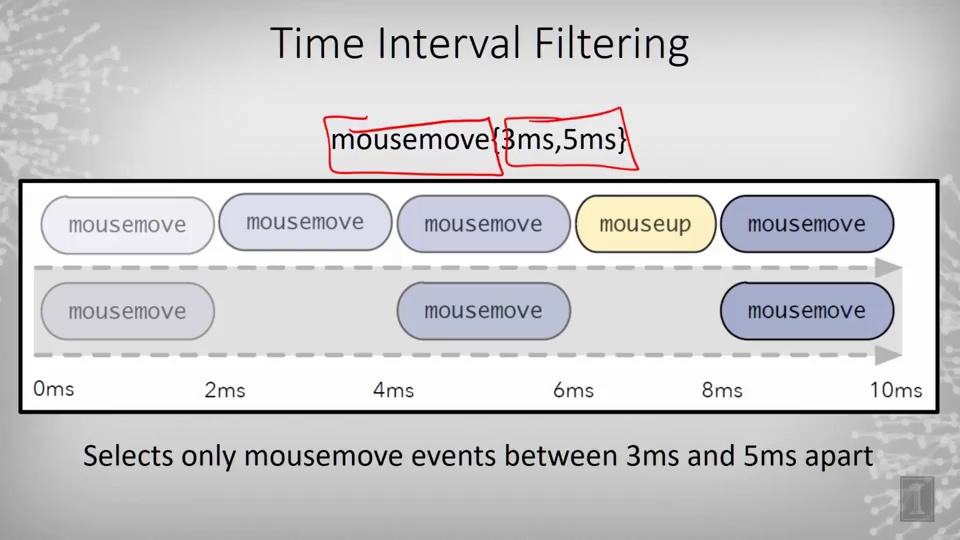 Time Interval Filtering
mousemove{3ms,5ms}
mousemove mousemove mousemove mouseup mousemove
mousemove mousemove mousemove
0ms 2ms 4ms 6ms 8ms 10ms
Selects only mousemove events between 3ms and 5ms apart
1